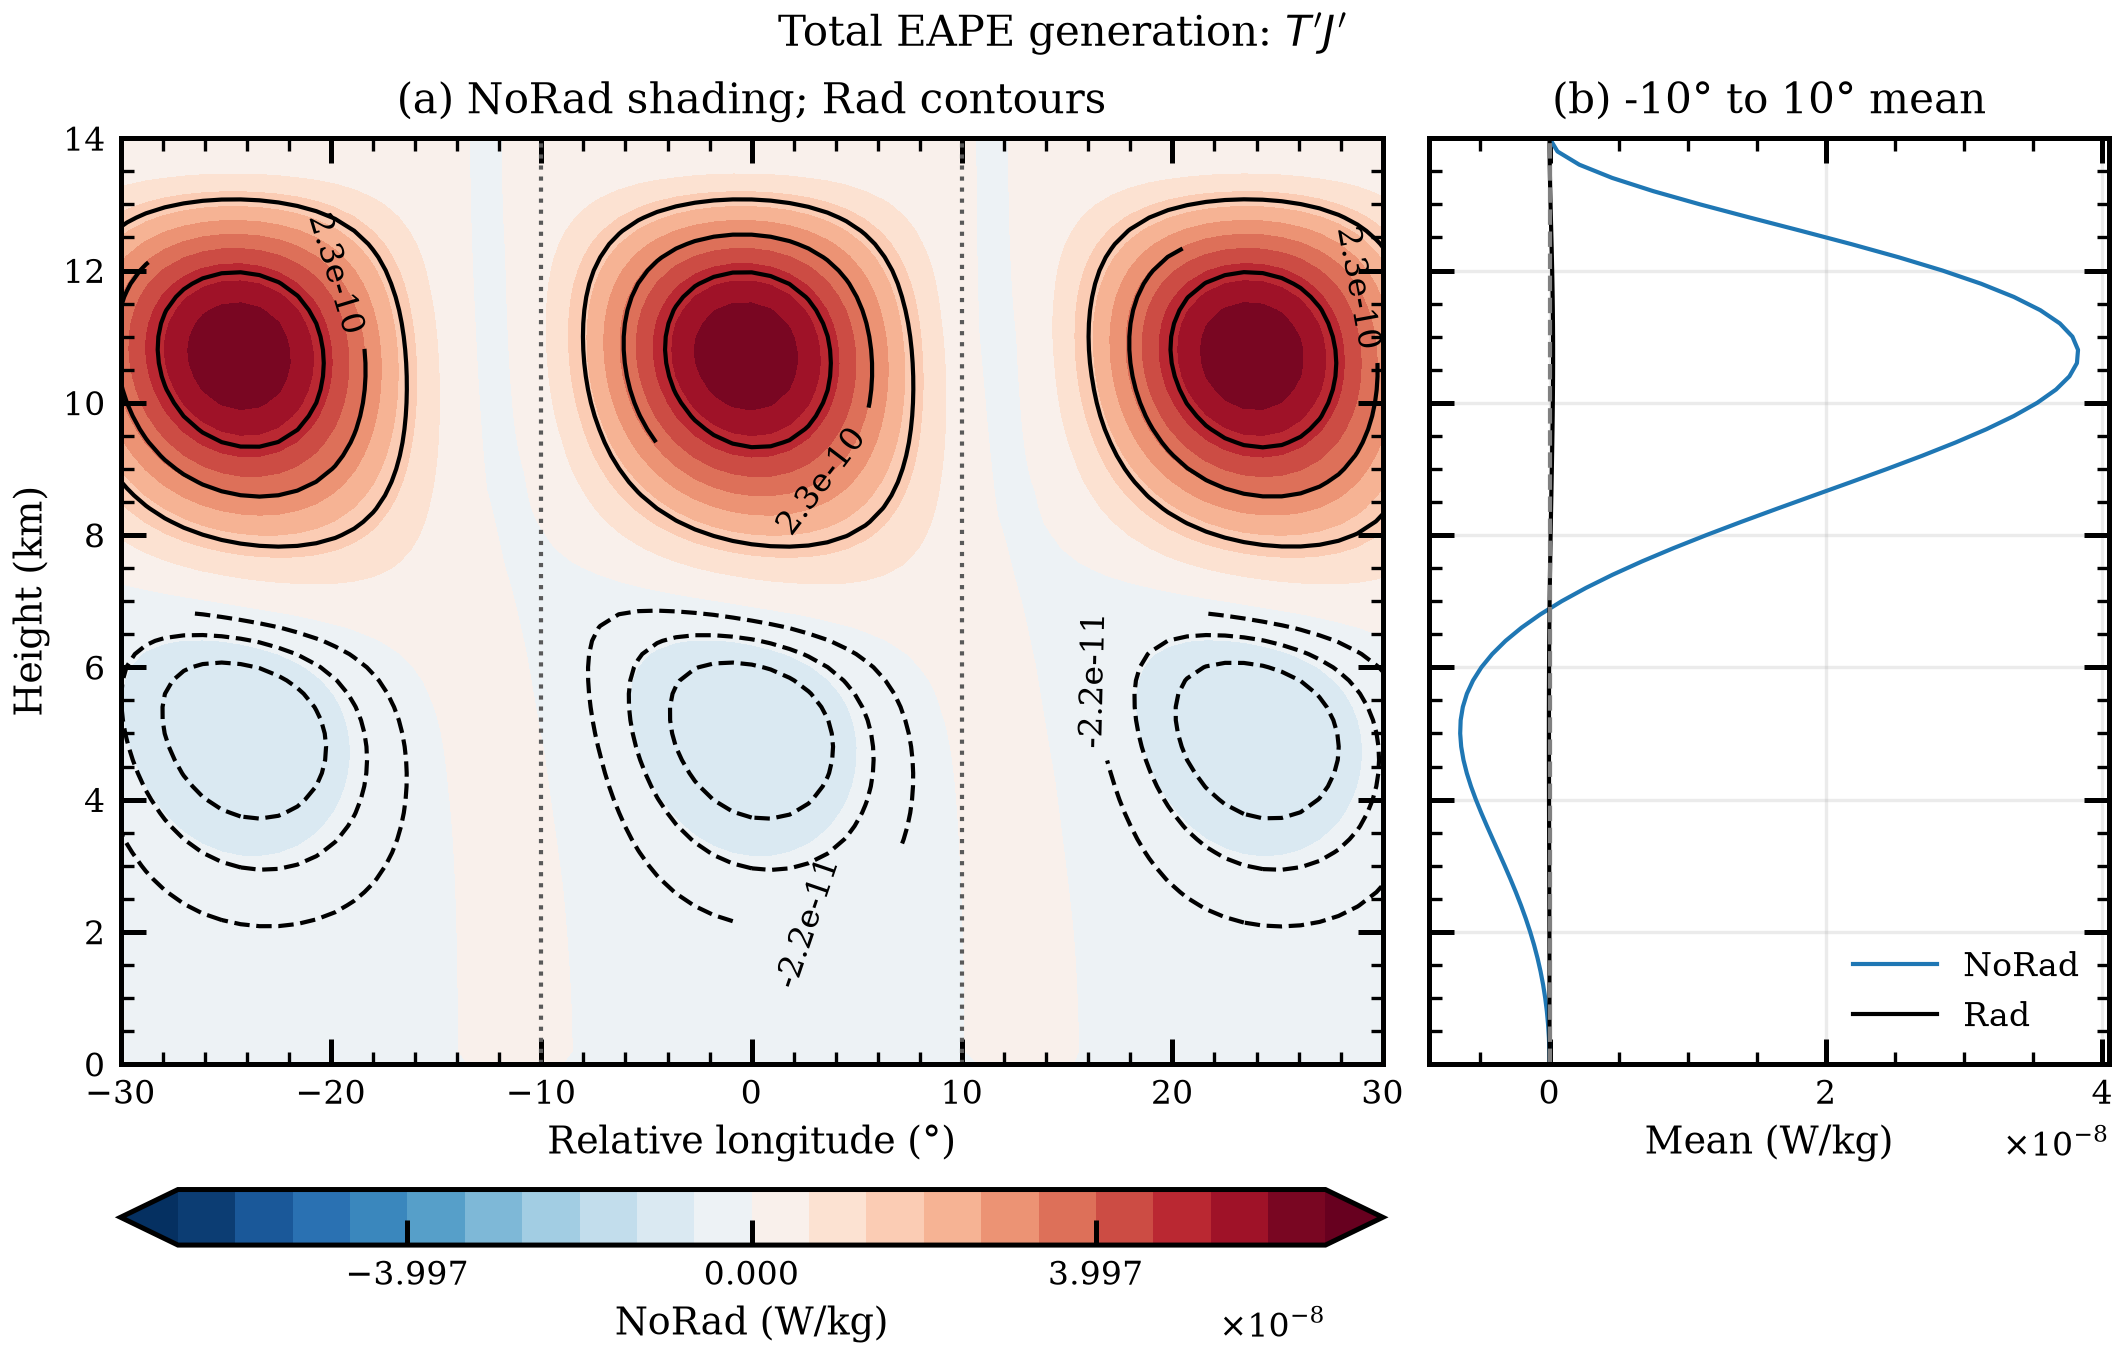 Total EAPE generation: T′J′
(a) NoRad shading; Rad contours
(b) -10° to 10° mean
14
12
10
8
6
4
2
0
Height (km)
2.3e-10
2.3e-10
2.3e-10
-2.2e-11
-2.2e-11
−30
−20
−10
0
10
20
30
Relative longitude (°)
NoRad
Rad
0
2
4
Mean (W/kg)
×10⁻⁸
−3.997
0.000
3.997
NoRad (W/kg)
×10⁻⁸